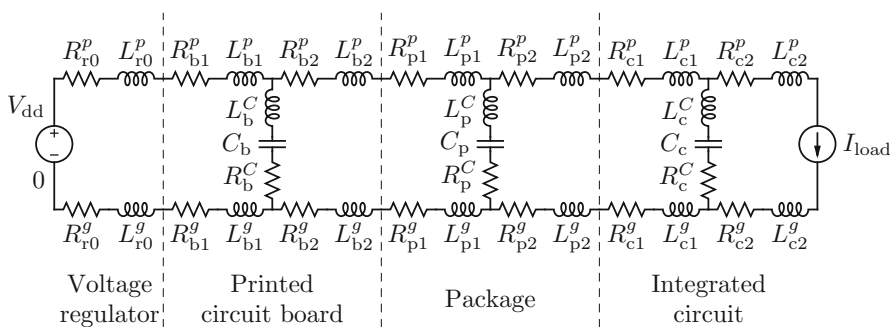 R^p_r0 L^p_r0 R^p_b1 L^p_b1 R^p_b2 L^p_b2 R^p_p1 L^p_p1 R^p_p2 L^p_p2 R^p_c1 L^p_c1 R^p_c2 L^p_c2
V_dd + − 0
L^C_b
C_b
R^C_b
L^C_p
C_p
R^C_p
L^C_c
C_c
R^C_c
I_load
R^g_r0 L^g_r0 R^g_b1 L^g_b1 R^g_b2 L^g_b2 R^g_p1 L^g_p1 R^g_p2 L^g_p2 R^g_c1 L^g_c1 R^g_c2 L^g_c2
Voltage
regulator
Printed
circuit board
Package
Integrated
circuit